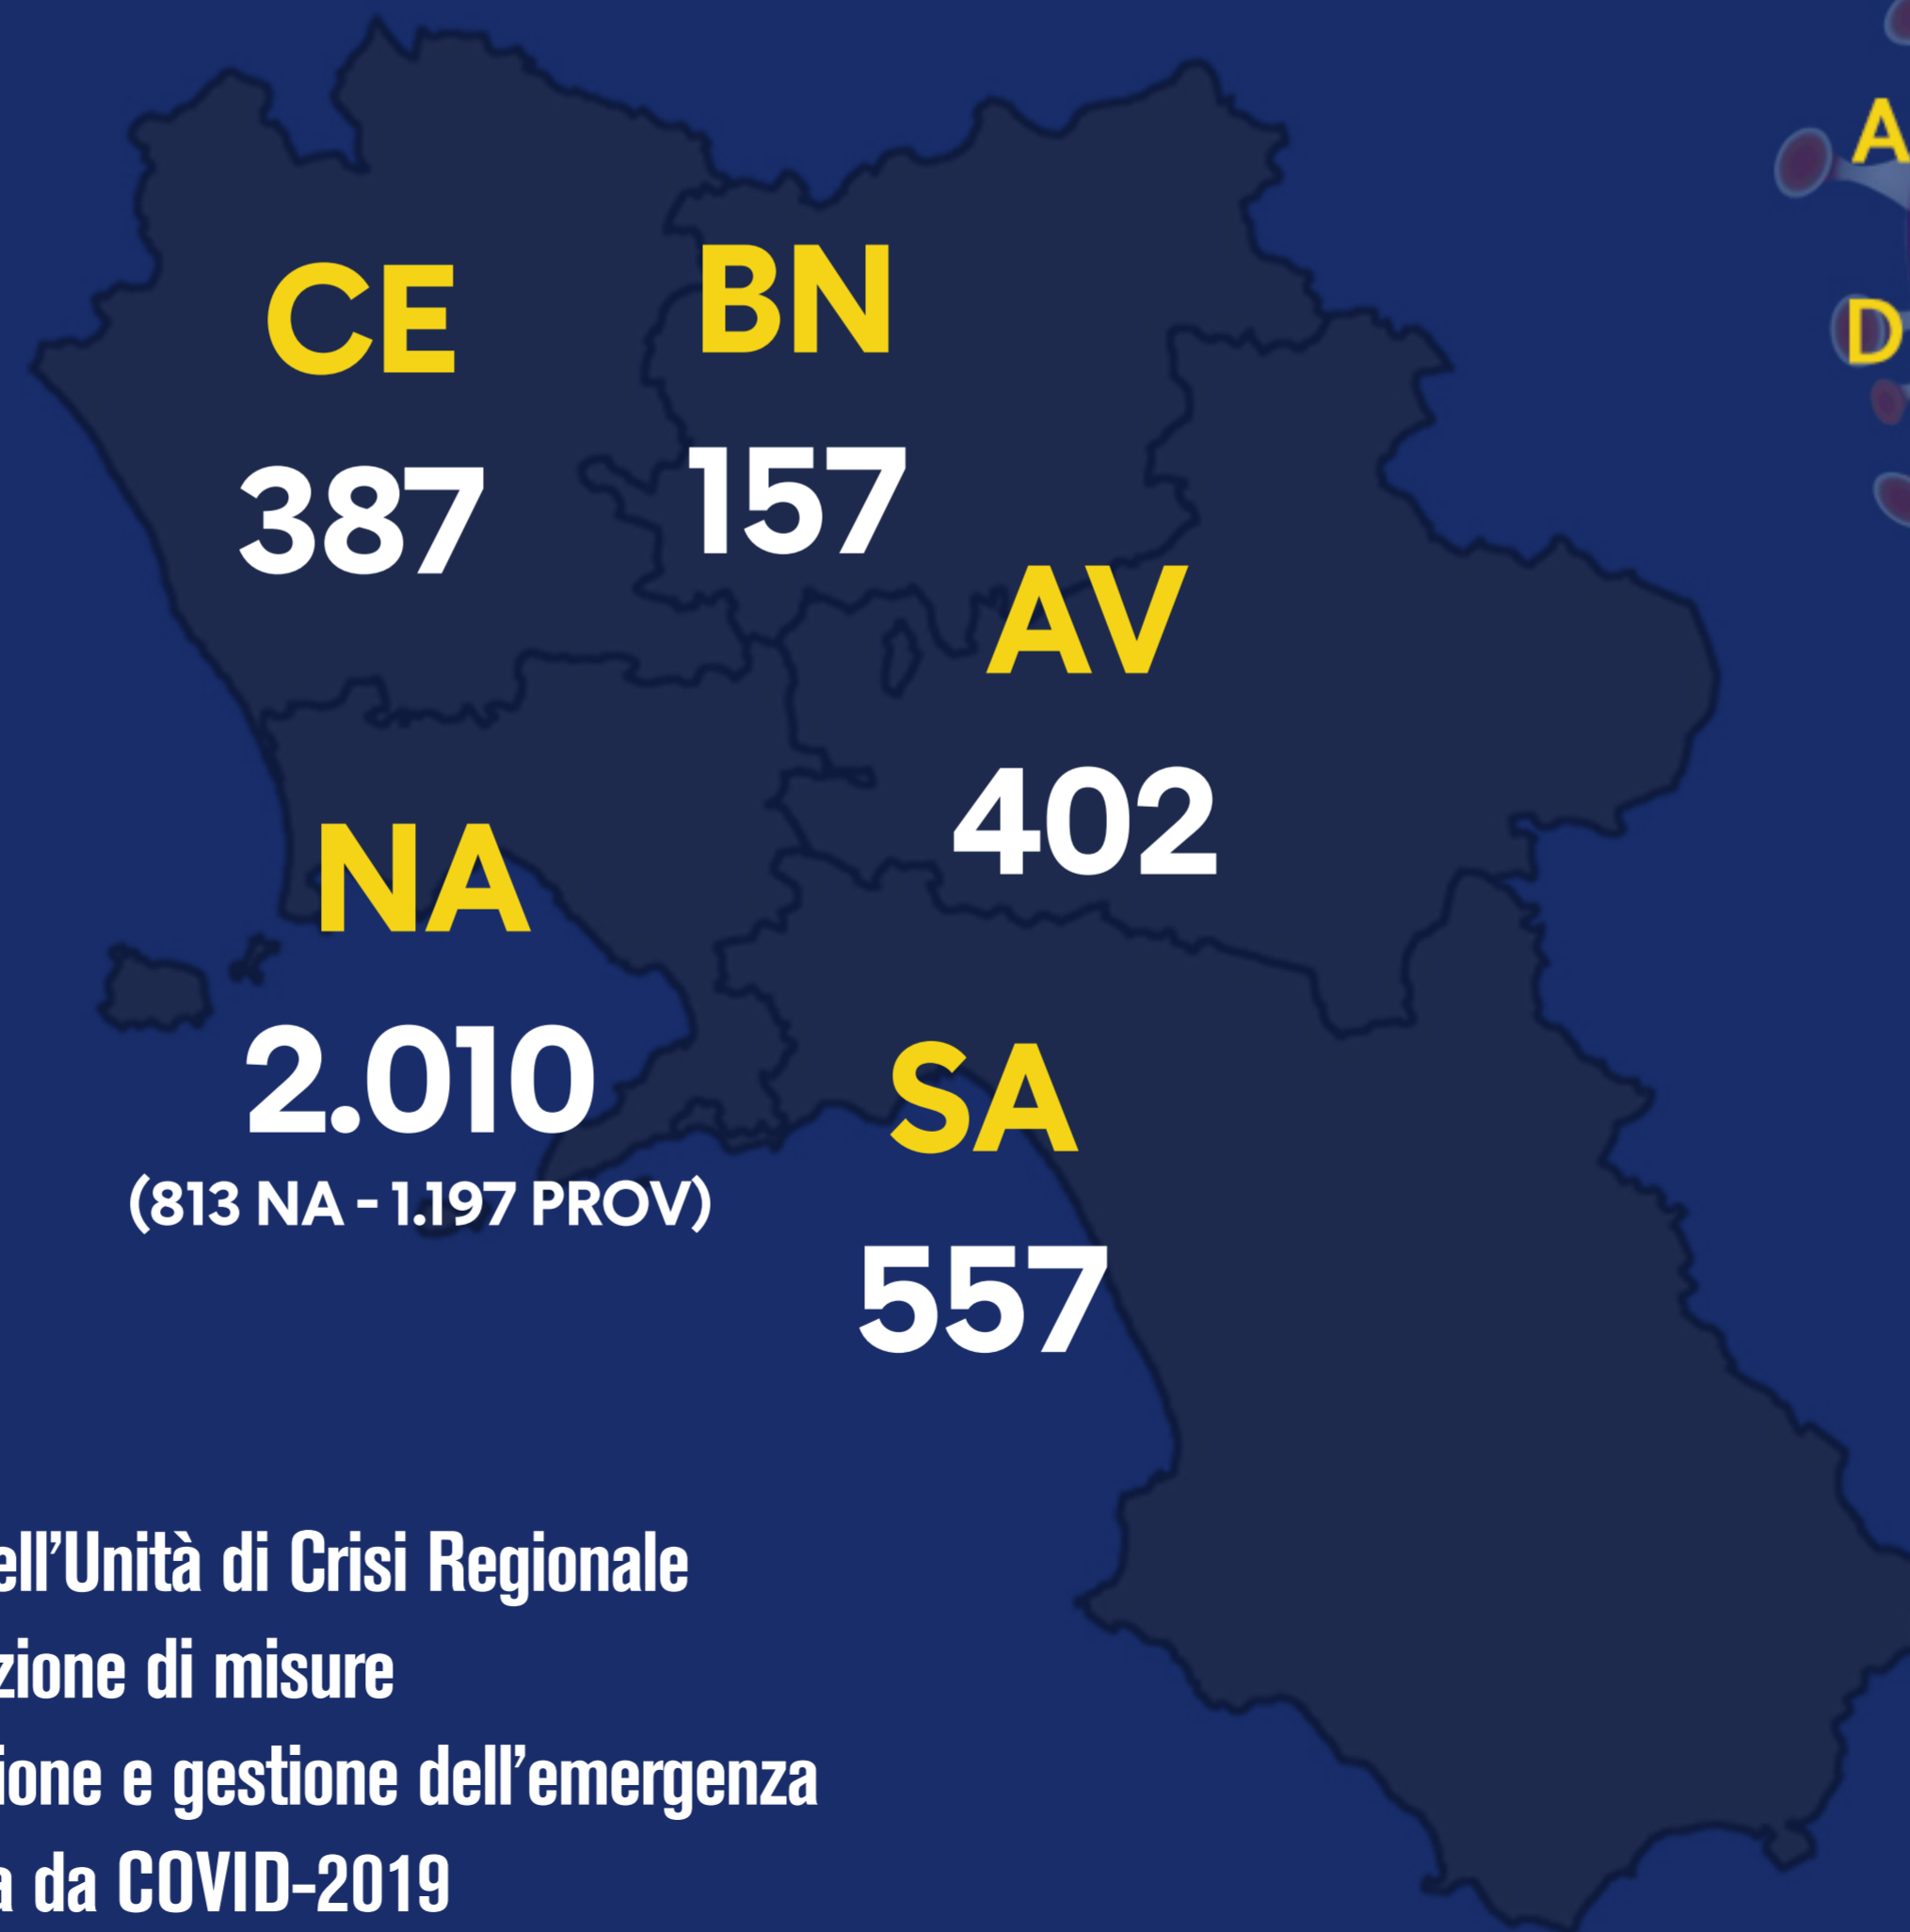 A
CE
BN
D
387
157
AV
402
NA
2.010
(813 NA - 1.197 PROV)
SA
557
ell'Unità di Crisi Regionale
zione di misure
ione e gestione dell'emergenza
a da COVID-2019